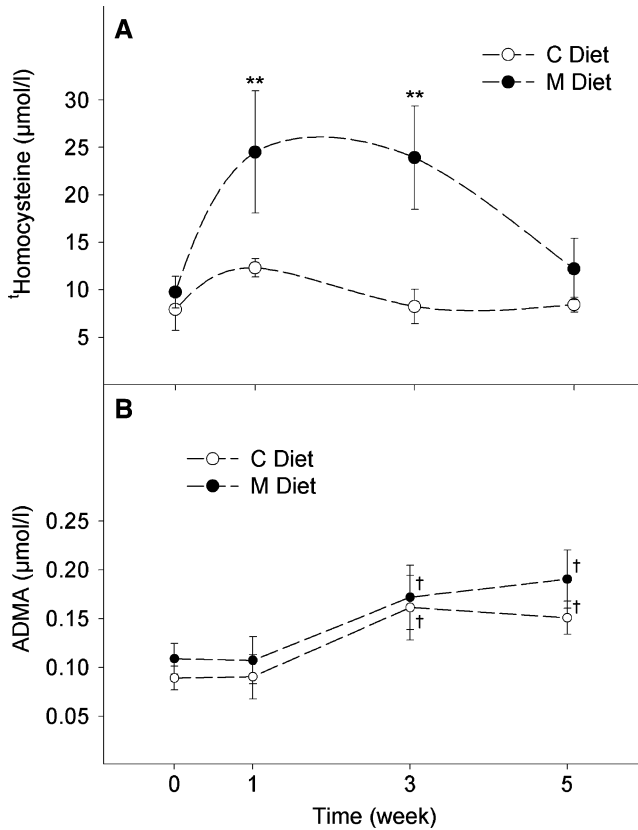 A
C Diet
M Diet
** **
tHomocysteine (µmol/l)
30
25
20
15
10
5
B
C Diet
M Diet
ADMA (µmol/l)
0.25
0.20
0.15
0.10
0.05
† †
† †
0 1 3 5
Time (week)